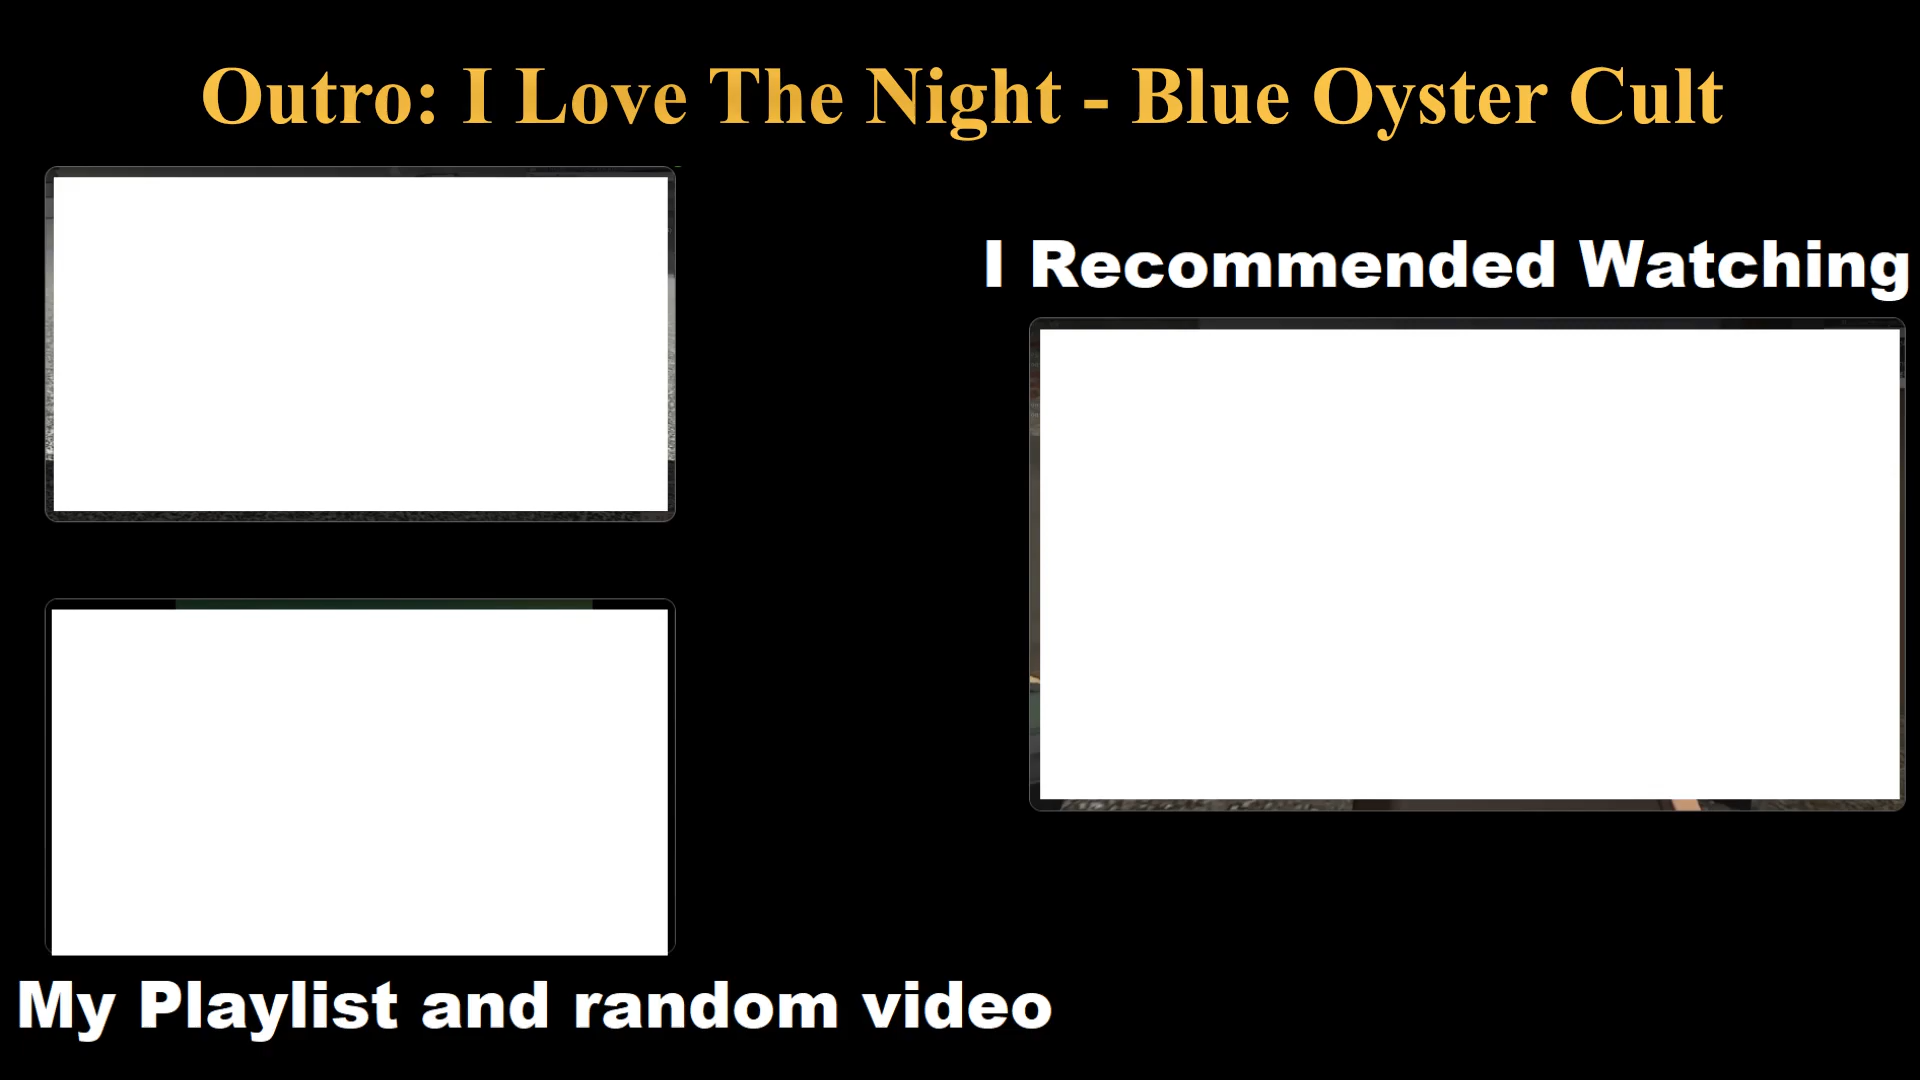 Outro: I Love The Night - Blue Oyster Cult
I Recommended Watching
My Playlist and random video